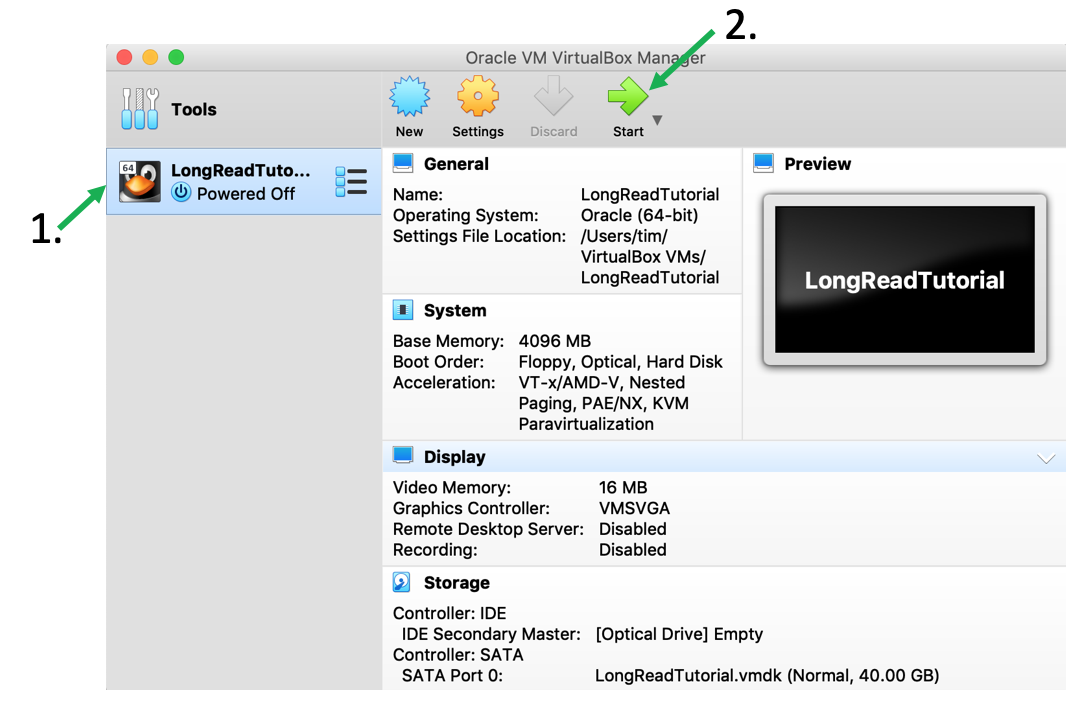 2.
Oracle VM VirtualBox Manager
Tools
New
Settings
Discard
Start
1.
64
LongReadTuto...
Powered Off
General
Name: LongReadTutorial
Operating System: Oracle (64-bit)
Settings File Location: /Users/tim/
VirtualBox VMs/
LongReadTutorial
Preview
LongReadTutorial
System
Base Memory: 4096 MB
Boot Order: Floppy, Optical, Hard Disk
Acceleration: VT-x/AMD-V, Nested
Paging, PAE/NX, KVM
Paravirtualization
Display
Video Memory: 16 MB
Graphics Controller: VMSVGA
Remote Desktop Server: Disabled
Recording: Disabled
Storage
Controller: IDE
IDE Secondary Master: [Optical Drive] Empty
Controller: SATA
SATA Port 0: LongReadTutorial.vmdk (Normal, 40.00 GB)